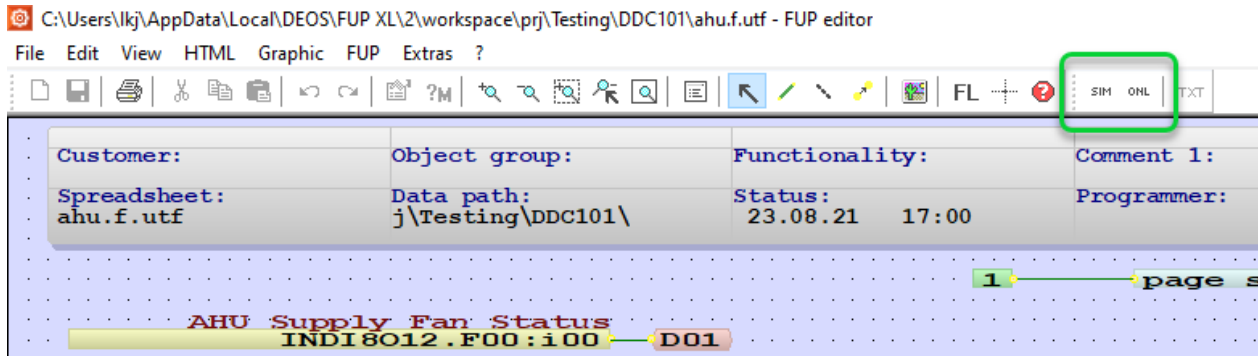 C:\Users\lkj\AppData\Local\DEOS\FUP XL\2\workspace\prj\Testing\DDC101\ahu.f.utf - FUP editor
File Edit View HTML Graphic FUP Extras ?
?M FL ? SIM ONL TXT
Customer: Object group: Functionality: Comment 1:
Spreadsheet: Data path: Status: Programmer:
ahu.f.utf j\Testing\DDC101\ 23.08.21 17:00
1 page s
AHU Supply Fan Status
INDI8012.F00:i00 D01